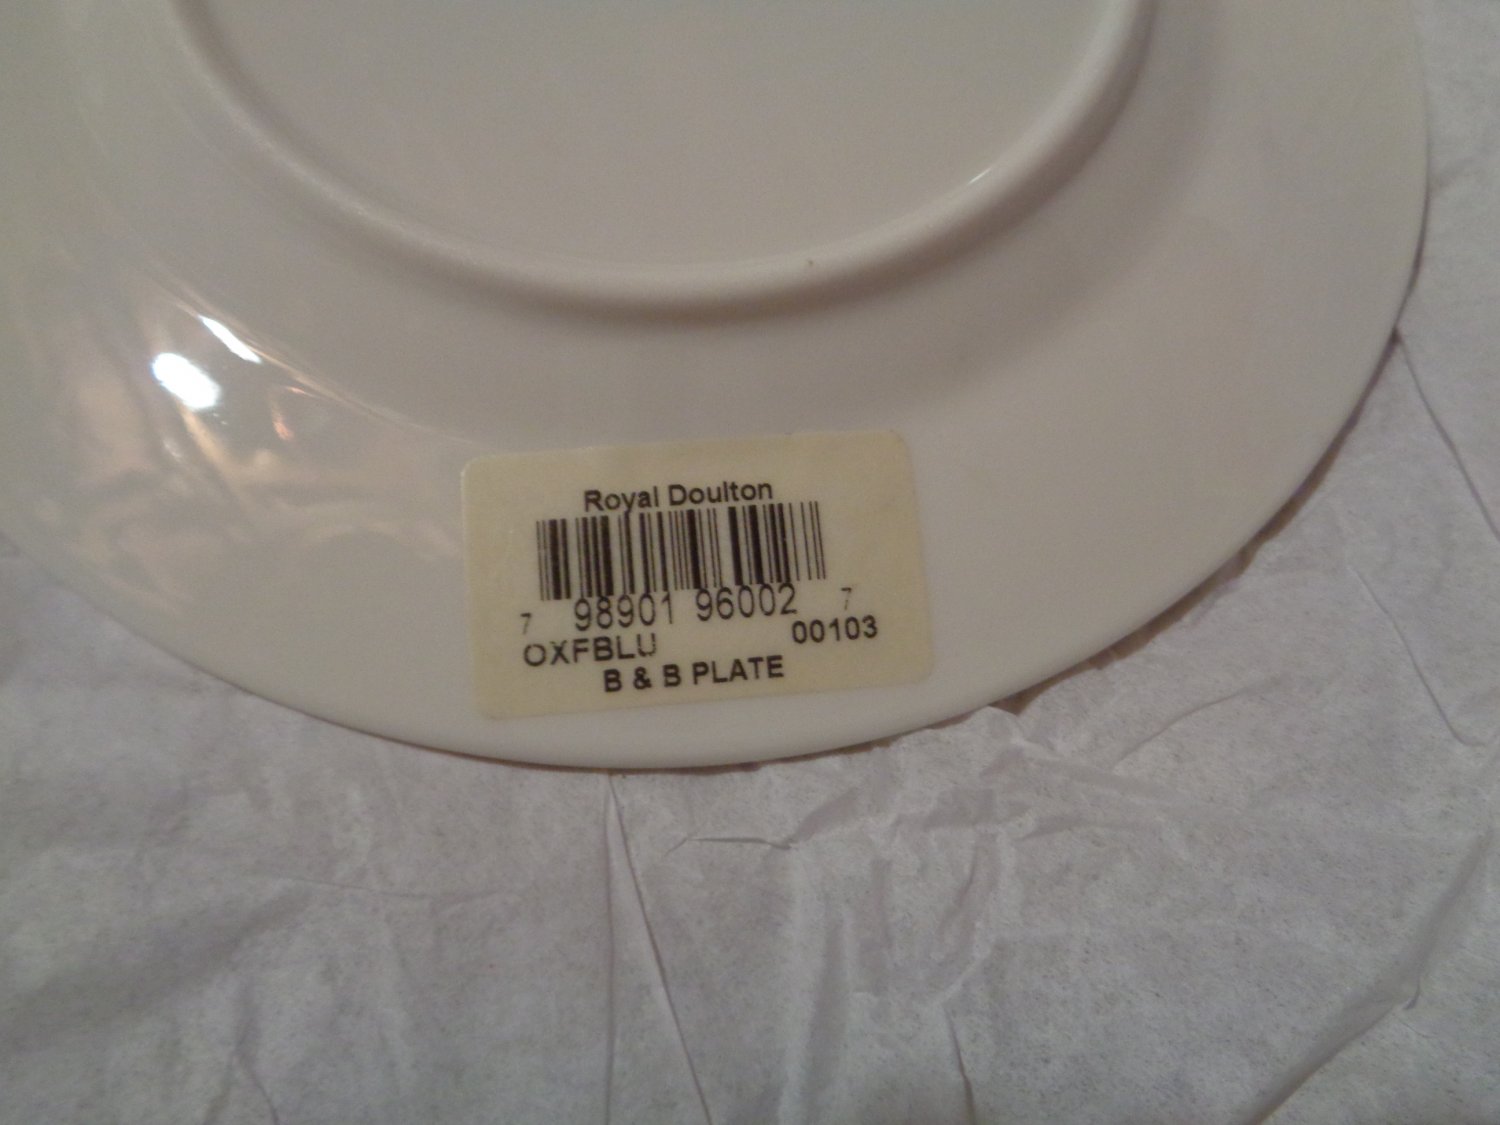 Royal Doulton
7 98901 96002 7
OXFBLU 00103
B & B PLATE